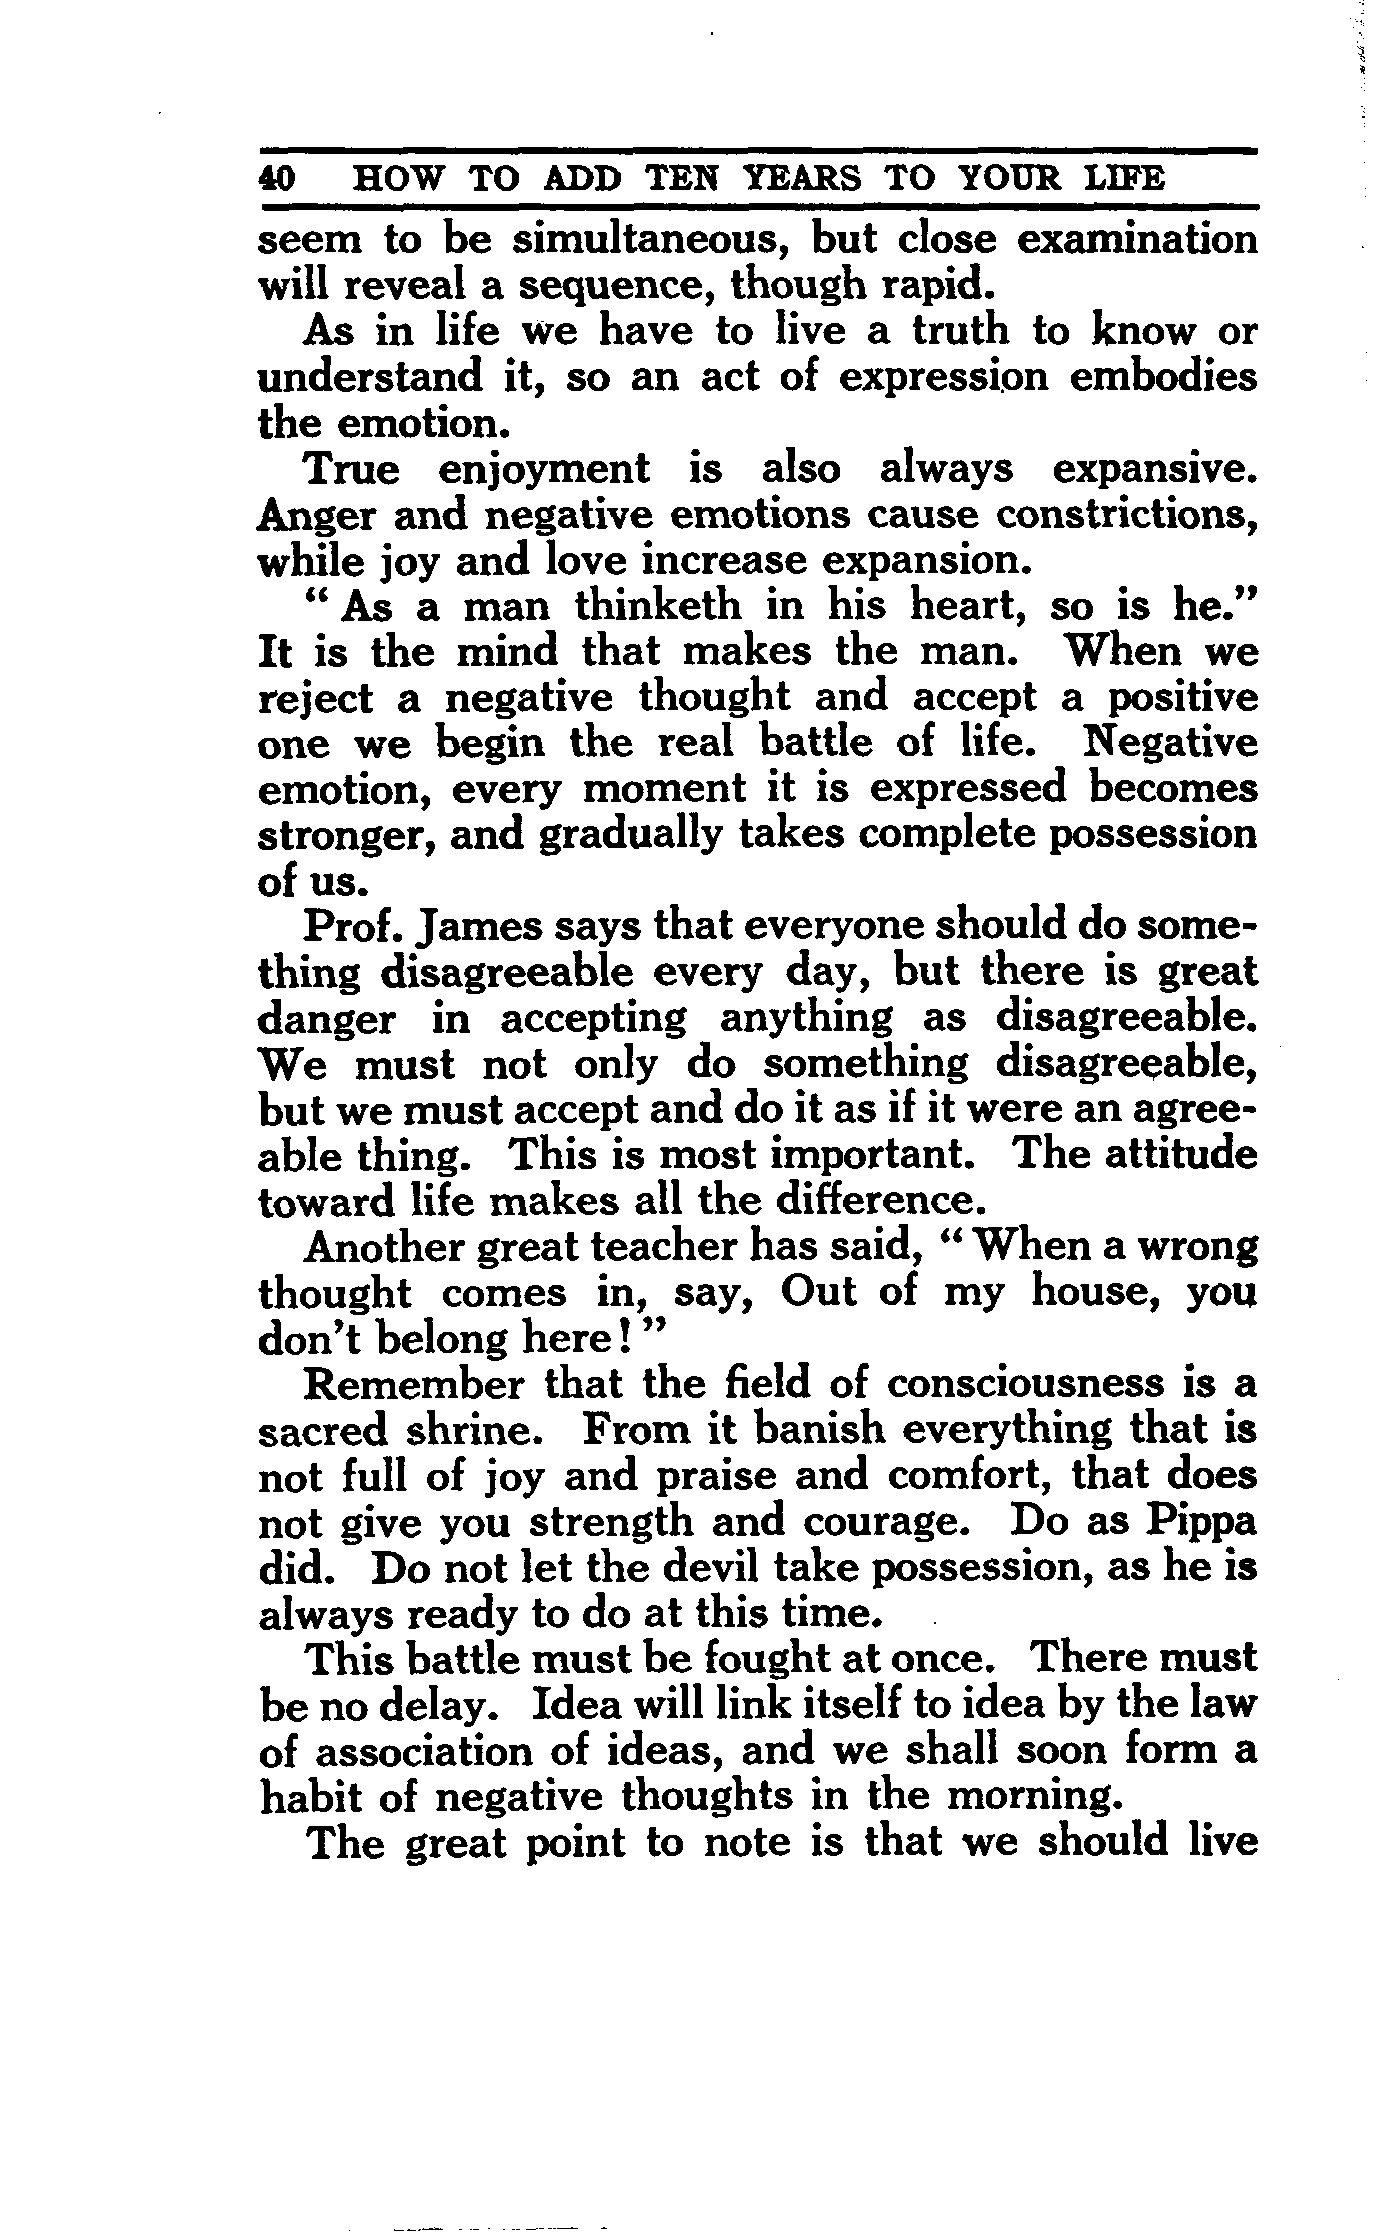 40 HOW TO ADD TEN YEARS TO YOUR LIFE
seem to be simultaneous, but close examination
will reveal a sequence, though rapid.
As in life we have to live a truth to know or
understand it, so an act of expression embodies
the emotion.
True enjoyment is also always expansive.
Anger and negative emotions cause constrictions,
while joy and love increase expansion.
“ As a man thinketh in his heart, so is he.”
It is the mind that makes the man. When we
reject a negative thought and accept a positive
one we begin the real battle of life. Negative
emotion, every moment it is expressed becomes
stronger, and gradually takes complete possession
of us.
Prof. James says that everyone should do some-
thing disagreeable every day, but there is great
danger in accepting anything as disagreeable.
We must not only do something disagreeable,
but we must accept and do it as if it were an agree-
able thing. This is most important. The attitude
toward life makes all the difference.
Another great teacher has said, “ When a wrong
thought comes in, say, Out of my house, you
don’t belong here! ”
Remember that the field of consciousness is a
sacred shrine. From it banish everything that is
not full of joy and praise and comfort, that does
not give you strength and courage. Do as Pippa
did. Do not let the devil take possession, as he is
always ready to do at this time.
This battle must be fought at once. There must
be no delay. Idea will link itself to idea by the law
of association of ideas, and we shall soon form a
habit of negative thoughts in the morning.
The great point to note is that we should live